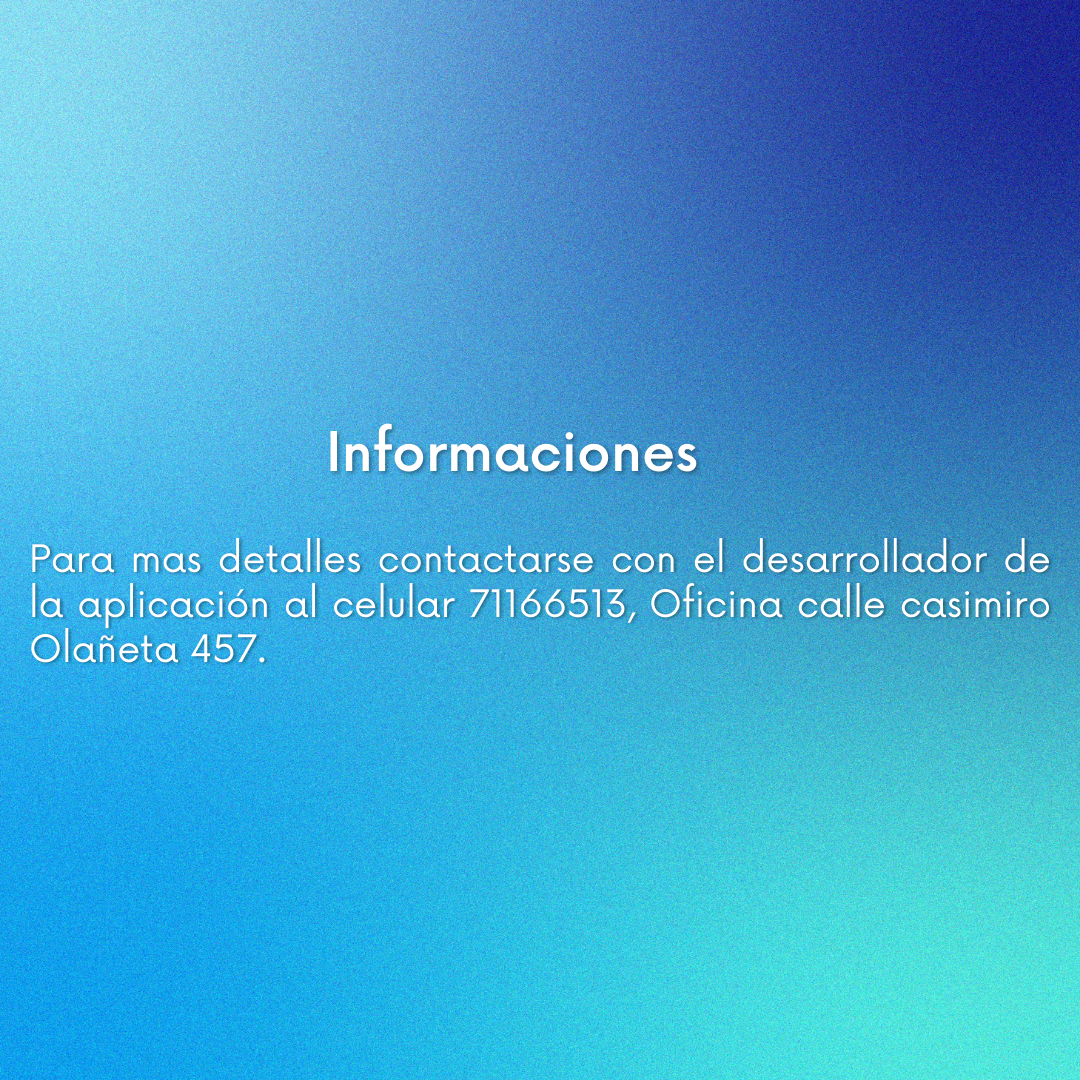 Informaciones
Para mas detalles contactarse con el desarrollador de
la aplicación al celular 71166513, Oficina calle casimiro
Olañeta 457.